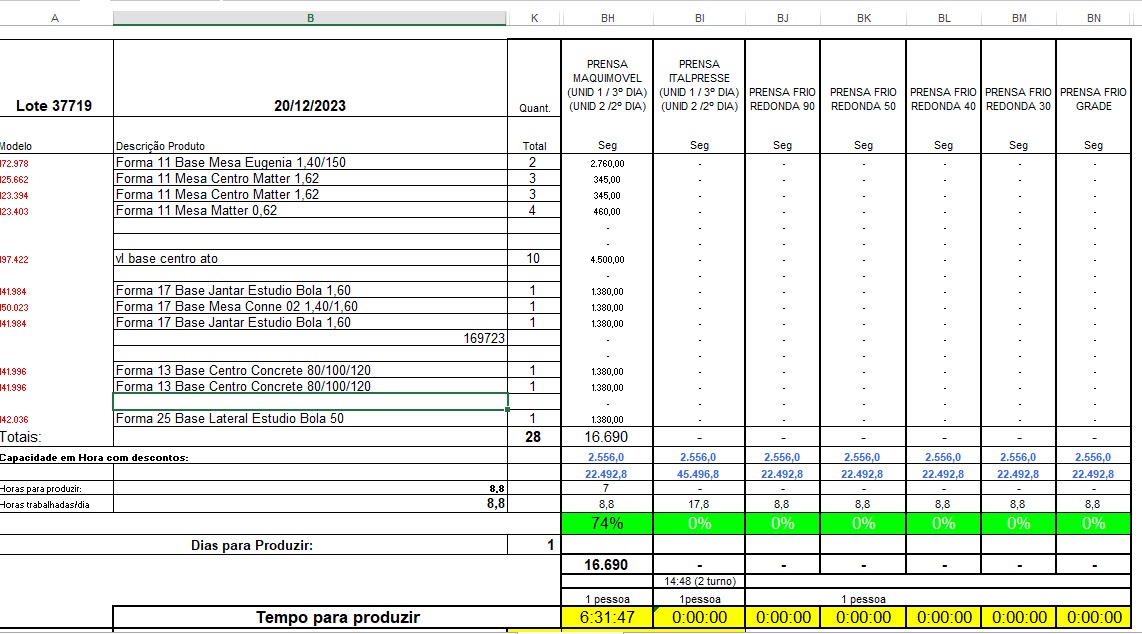 A B K BH BI BJ BK BL BM BN
Lote 37719 20/12/2023 Quant. PRENSA MAQUIMOVEL (UNID 1 / 3º DIA) (UNID 2 /2º DIA) PRENSA ITALPRESSE (UNID 1 / 3º DIA) (UNID 2 /2º DIA) PRENSA FRIO REDONDA 90 PRENSA FRIO REDONDA 50 PRENSA FRIO REDONDA 40 PRENSA FRIO REDONDA 30 PRENSA FRIO GRADE
Modelo Descrição Produto Total Seg Seg Seg Seg Seg Seg Seg
172.978 Forma 11 Base Mesa Eugenia 1,40/150 2 2.760,00 - - - - - -
125.662 Forma 11 Mesa Centro Matter 1,62 3 345,00 - - - - - -
123.394 Forma 11 Mesa Centro Matter 1,62 3 345,00 - - - - - -
123.403 Forma 11 Mesa Matter 0,62 4 460,00 - - - - - -
- - - - - - -
- - - - - - -
197.422 vl base centro ato 10 4.500,00 - - - - - -
- - - - - - -
141.984 Forma 17 Base Jantar Estudio Bola 1,60 1 1.380,00 - - - - - -
150.023 Forma 17 Base Mesa Conne 02 1,40/1,60 1 1.380,00 - - - - - -
141.984 Forma 17 Base Jantar Estudio Bola 1,60 1 1.380,00 - - - - - -
169723 - - - - - - -
- - - - - - -
141.996 Forma 13 Base Centro Concrete 80/100/120 1 1.380,00 - - - - - -
141.996 Forma 13 Base Centro Concrete 80/100/120 1 1.380,00 - - - - - -
- - - - - - -
142.036 Forma 25 Base Lateral Estudio Bola 50 1 1.380,00 - - - - - -
Totais: 28 16.690 - - - - - -
Capacidade em Hora com descontos: 2.556,0 2.556,0 2.556,0 2.556,0 2.556,0 2.556,0 2.556,0
22.492,8 45.496,8 22.492,8 22.492,8 22.492,8 22.492,8 22.492,8
Horas para produzir: 8,8 7 - - - - - -
Horas trabalhadas/dia 8,8 8,8 17,8 8,8 8,8 8,8 8,8 8,8
74% 0% 0% 0% 0% 0% 0%
Dias para Produzir: 1
16.690 - - - - - -
14:48 (2 turno)
1 pessoa 1pessoa 1 pessoa
Tempo para produzir 6:31:47 0:00:00 0:00:00 0:00:00 0:00:00 0:00:00 0:00:00